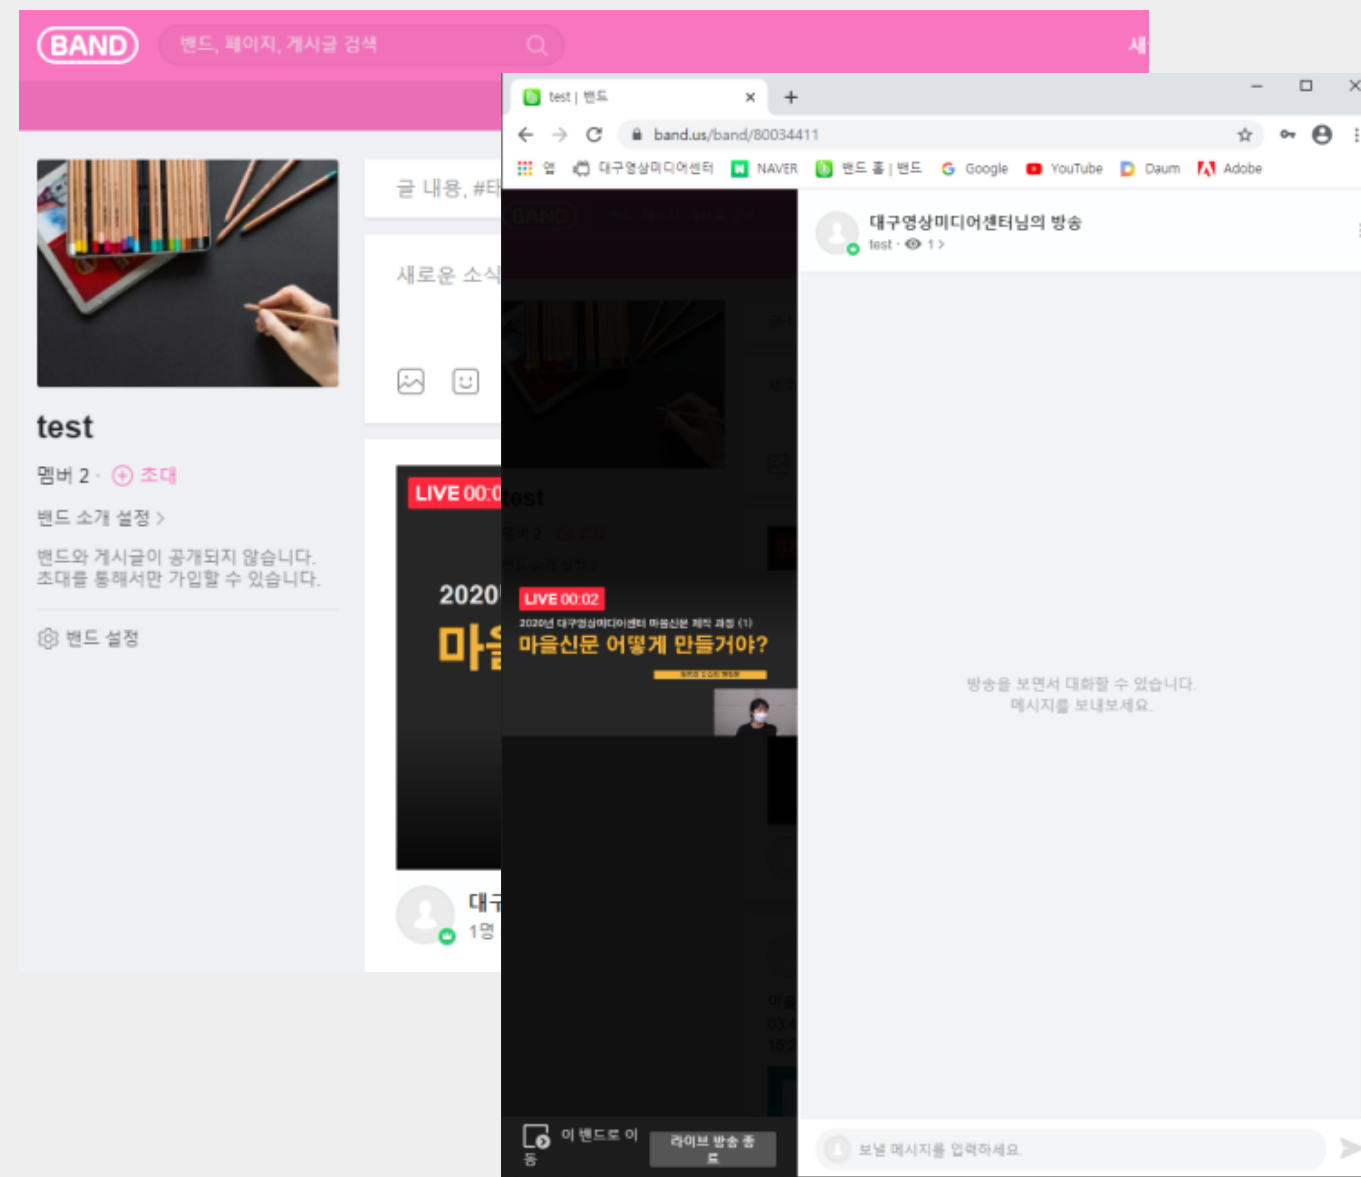 BAND
밴드, 페이지, 게시글 검색
새
글 내용, #태
새로운 소식
test
멤버 2 · 초대
밴드 소개 설정 >
밴드와 게시글이 공개되지 않습니다.
초대를 통해서만 가입할 수 있습니다.
밴드 설정
LIVE 00:0
2020
마을
대구
1명
test | 밴드
band.us/band/80034411
앱 대구영상미디어센터 NAVER 밴드 홈 | 밴드 Google YouTube Daum Adobe
BAND
test
멤버 2 초대
LIVE 00:02
2020년 대구영상미디어센터 마을신문 제작 과정 (1)
마을신문 어떻게 만들거야?
이 밴드로 이
동
라이브 방송 종
료
대구영상미디어센터님의 방송
test · 1 >
방송을 보면서 대화할 수 있습니다.
메시지를 보내보세요.
보낼 메시지를 입력하세요.